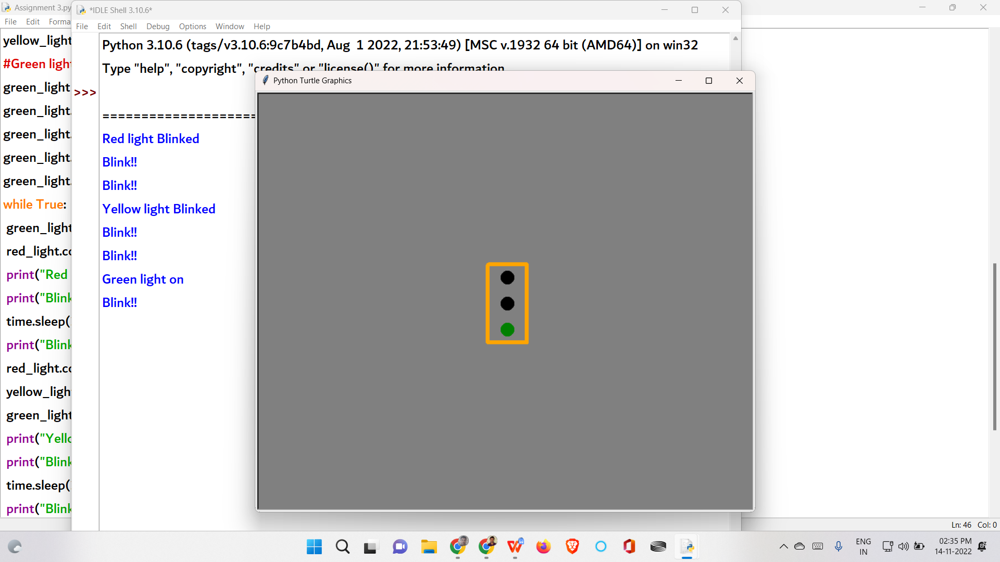 Assignment 3.py
File Edit Forma
yellow_light
#Green light
green_light
green_light.
green_light.
green_light.
green_light.
while True:
green_light
red_light.co
print("Red
print("Blink
time.sleep(
print("Blink
red_light.co
yellow_ligh
green_light
print("Yello
print("Blink
time.sleep(
print("Blink
*IDLE Shell 3.10.6*
File Edit Shell Debug Options Window Help
Python 3.10.6 (tags/v3.10.6:9c7b4bd, Aug 1 2022, 21:53:49) [MSC v.1932 64 bit (AMD64)] on win32
Type "help", "copyright", "credits" or "license()" for more information
>>>
====================
Red light Blinked
Blink!!
Blink!!
Yellow light Blinked
Blink!!
Blink!!
Green light on
Blink!!
Python Turtle Graphics
Ln: 46 Col: 0
ENG
IN
02:35 PM
14-11-2022